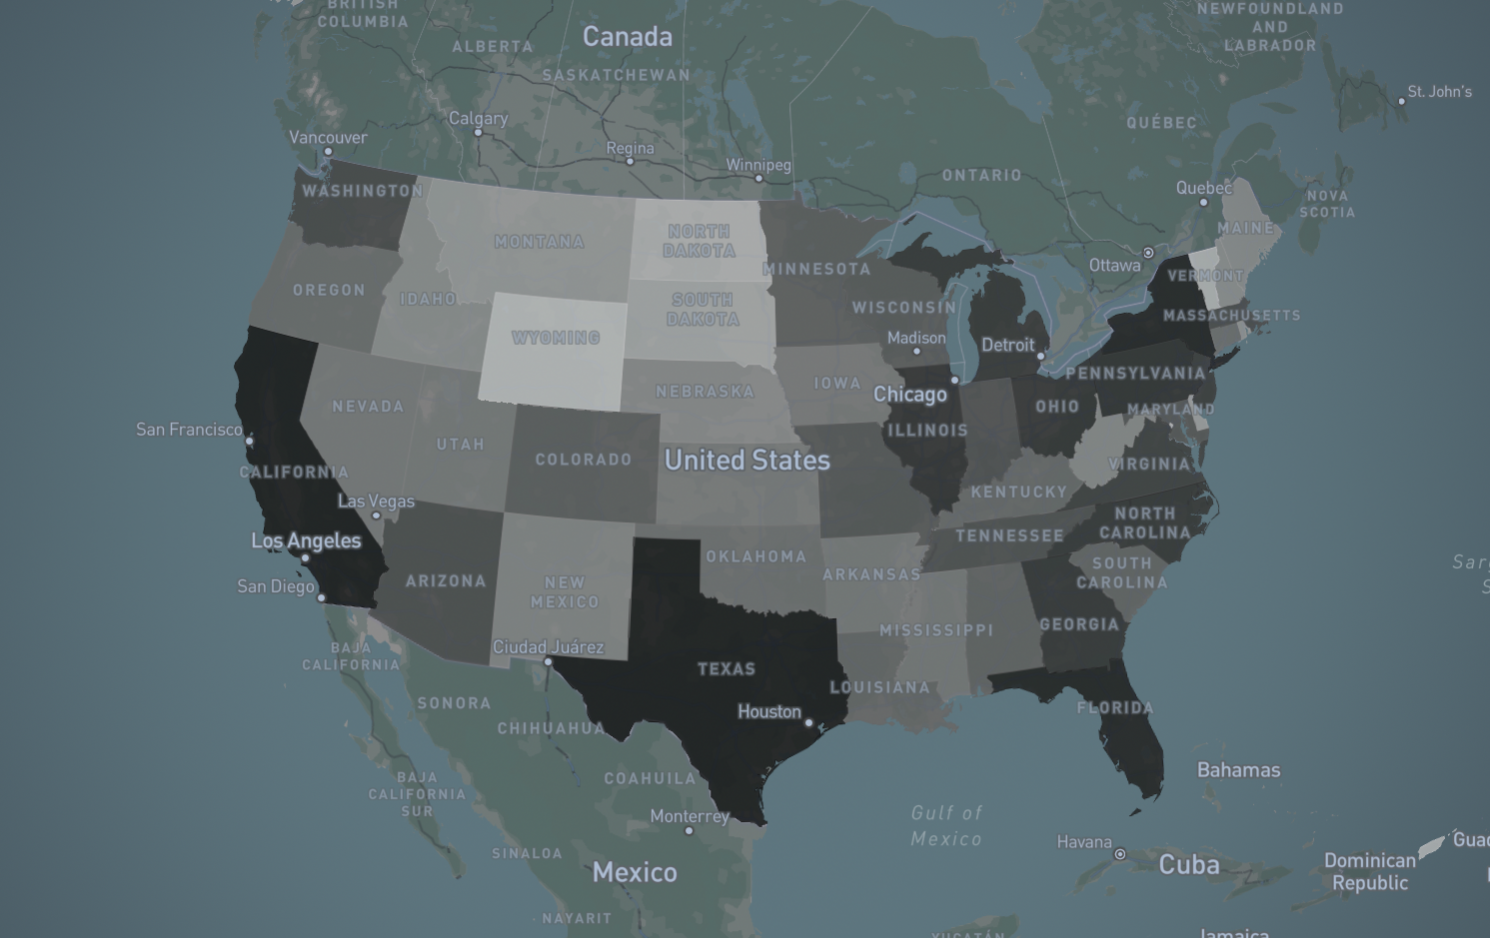 BRITISH
COLUMBIA
ALBERTA
Canada
SASKATCHEWAN
NEWFOUNDLAND
AND
LABRADOR
St. John's
QUÉBEC
Calgary
Vancouver
Regina
Winnipeg
ONTARIO
Quebec
NOVA
SCOTIA
WASHINGTON
MONTANA
NORTH
DAKOTA
MAINE
Ottawa
MINNESOTA
VERMONT
OREGON
IDAHO
SOUTH
DAKOTA
WISCONSIN
MASSACHUSETTS
WYOMING
Madison
Detroit
PENNSYLVANIA
NEVADA
NEBRASKA
IOWA
Chicago
OHIO
MARYLAND
San Francisco
UTAH
COLORADO
United States
ILLINOIS
VIRGINIA
CALIFORNIA
KENTUCKY
Las Vegas
NORTH
CAROLINA
Los Angeles
TENNESSEE
OKLAHOMA
ARKANSAS
SOUTH
CAROLINA
San Diego
ARIZONA
NEW
MEXICO
MISSISSIPPI
GEORGIA
Ciudad Juárez
BAJA
CALIFORNIA
TEXAS
LOUISIANA
SONORA
Houston
FLORIDA
CHIHUAHUA
COAHUILA
Bahamas
BAJA
CALIFORNIA
SUR
Monterrey
Gulf of
Mexico
Havana
SINALOA
Mexico
Cuba
Dominican
Republic
NAYARIT